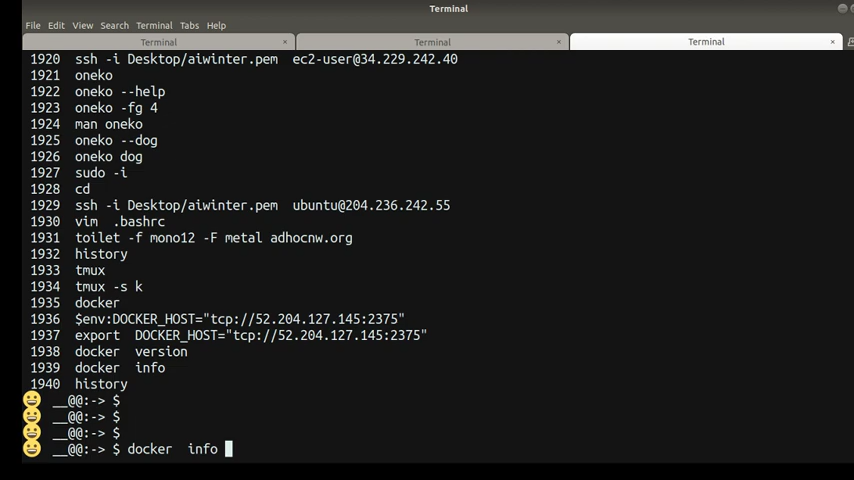 Terminal
File Edit View Search Terminal Tabs Help
Terminal × Terminal × Terminal ×
1920 ssh -i Desktop/aiwinter.pem ec2-user@34.229.242.40
1921 oneko
1922 oneko --help
1923 oneko -fg 4
1924 man oneko
1925 oneko --dog
1926 oneko dog
1927 sudo -i
1928 cd
1929 ssh -i Desktop/aiwinter.pem ubuntu@204.236.242.55
1930 vim .bashrc
1931 toilet -f mono12 -F metal adhocnw.org
1932 history
1933 tmux
1934 tmux -s k
1935 docker
1936 $env:DOCKER_HOST="tcp://52.204.127.145:2375"
1937 export DOCKER_HOST="tcp://52.204.127.145:2375"
1938 docker version
1939 docker info
1940 history
😀 __@@:-> $
😀 __@@:-> $
😀 __@@:-> $
😀 __@@:-> $ docker info